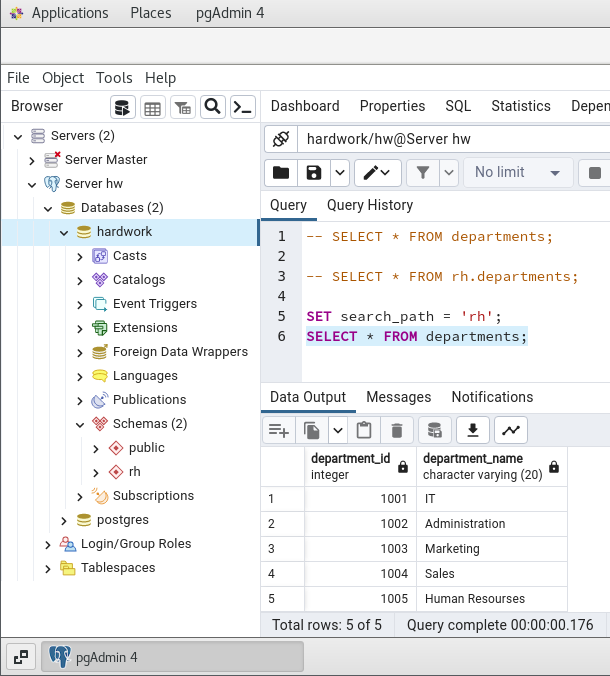 Applications Places pgAdmin 4
File Object Tools Help
Browser
Dashboard Properties SQL Statistics Depen
Servers (2)
Server Master
Server hw
Databases (2)
hardwork
Casts
Catalogs
Event Triggers
Extensions
Foreign Data Wrappers
Languages
Publications
Schemas (2)
public
rh
Subscriptions
postgres
Login/Group Roles
Tablespaces
hardwork/hw@Server hw
No limit
Query Query History
1 -- SELECT * FROM departments;
2
3 -- SELECT * FROM rh.departments;
4
5 SET search_path = 'rh';
6 SELECT * FROM departments;
Data Output Messages Notifications
department_id department_name
integer character varying (20)
1 1001 IT
2 1002 Administration
3 1003 Marketing
4 1004 Sales
5 1005 Human Resourses
Total rows: 5 of 5 Query complete 00:00:00.176
pgAdmin 4